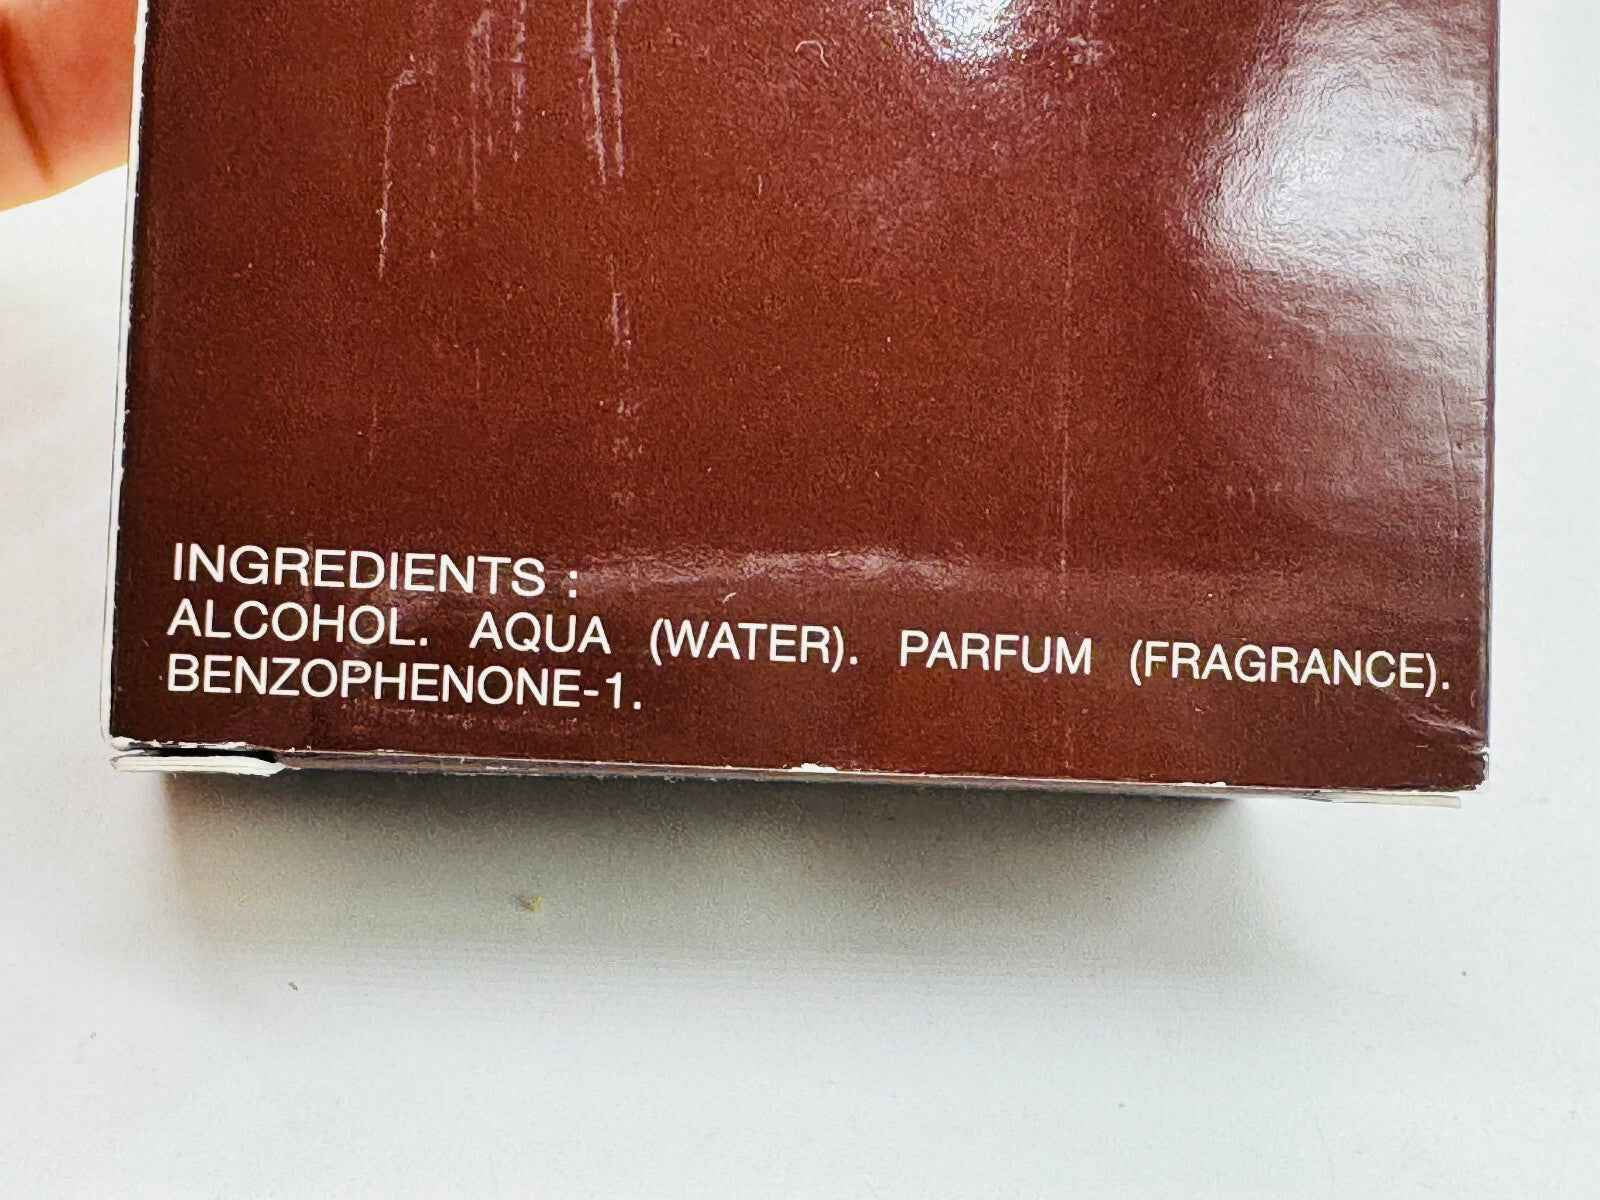 INGREDIENTS :
ALCOHOL. AQUA (WATER). PARFUM (FRAGRANCE).
BENZOPHENONE-1.